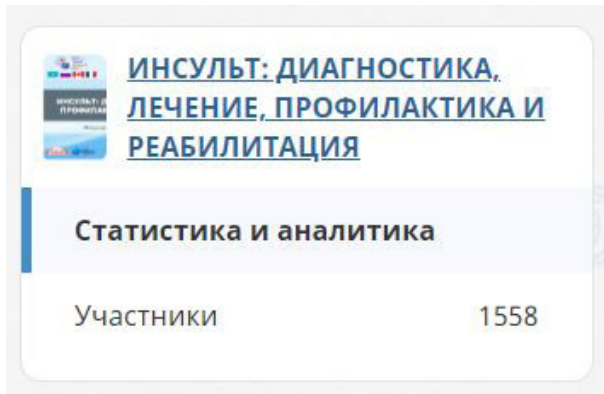 ИНСУЛЬТ: ДИАГНОСТИКА,
ЛЕЧЕНИЕ, ПРОФИЛАКТИКА И
РЕАБИЛИТАЦИЯ
Статистика и аналитика
Участники 1558